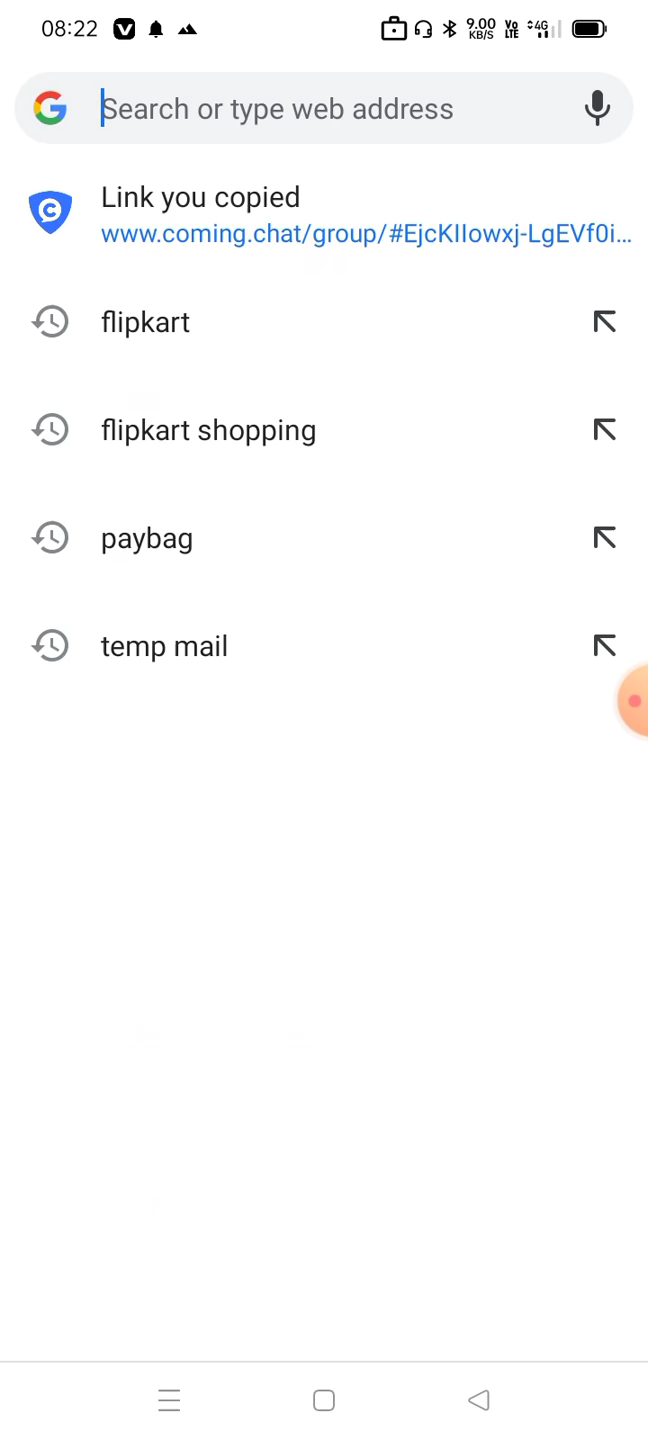 08:22 9.00 KB/S Vo LTE 4G
Search or type web address
Link you copied
www.coming.chat/group/#EjcKIIowxj-LgEVf0i...
flipkart
flipkart shopping
paybag
temp mail